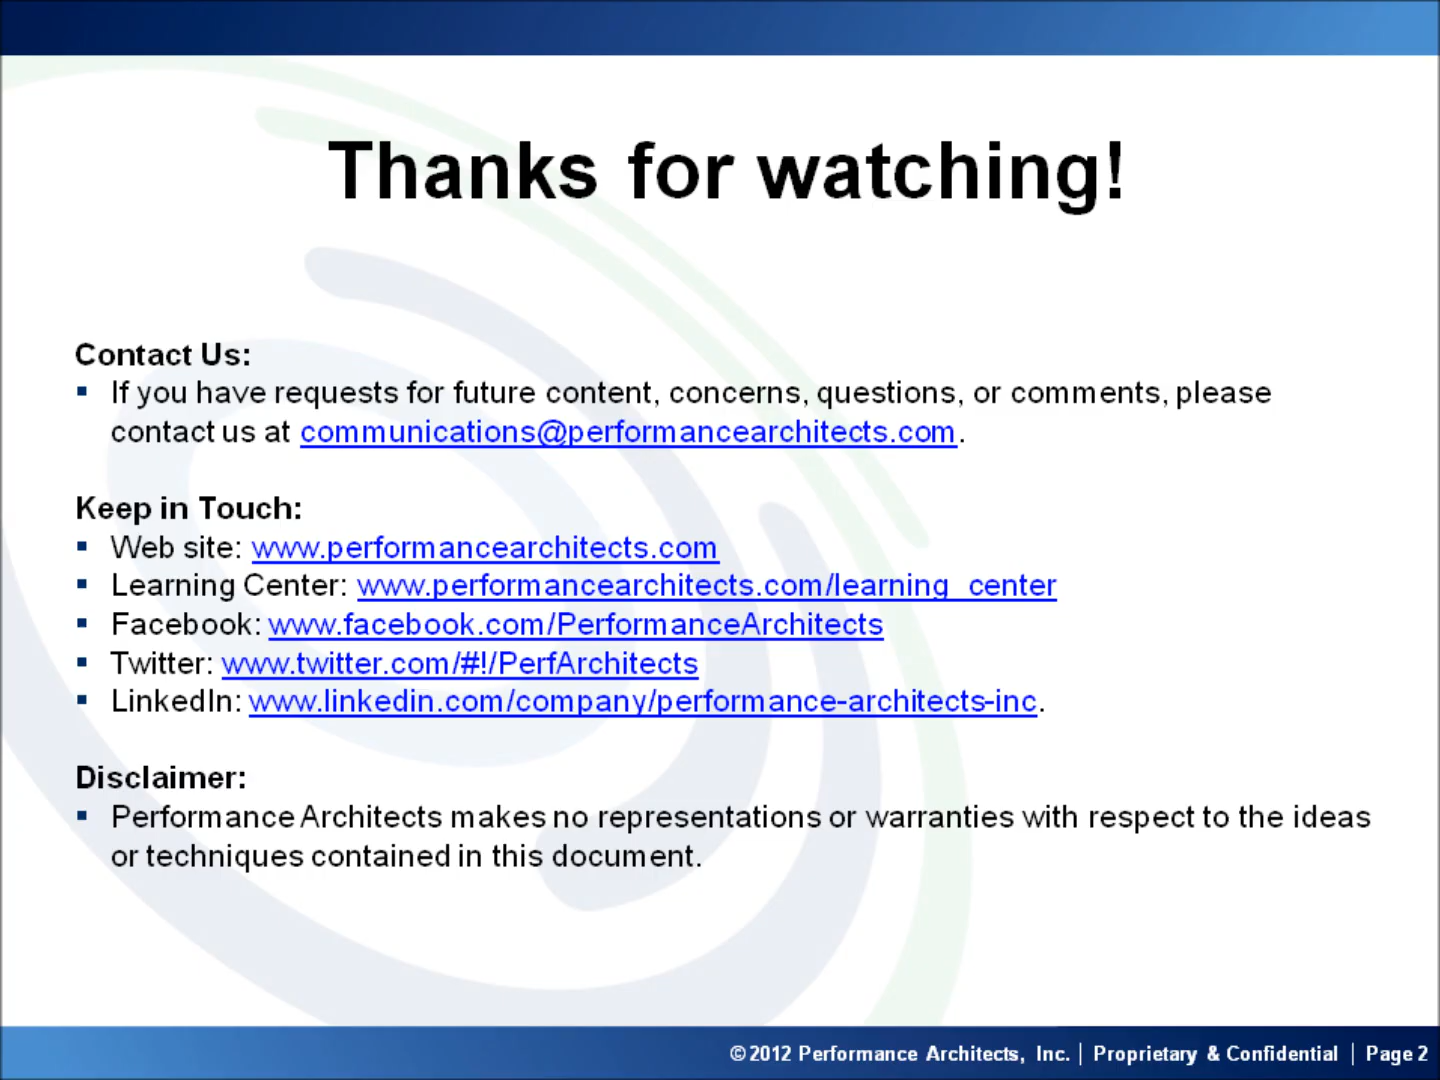 Thanks for watching!
Contact Us:
▪ If you have requests for future content, concerns, questions, or comments, please
contact us at communications@performancearchitects.com.
Keep in Touch:
▪ Web site: www.performancearchitects.com
▪ Learning Center: www.performancearchitects.com/learning_center
▪ Facebook: www.facebook.com/PerformanceArchitects
▪ Twitter: www.twitter.com/#!/PerfArchitects
▪ LinkedIn: www.linkedin.com/company/performance-architects-inc.
Disclaimer:
▪ Performance Architects makes no representations or warranties with respect to the ideas
or techniques contained in this document.
©2012 Performance Architects, Inc. | Proprietary & Confidential | Page 2